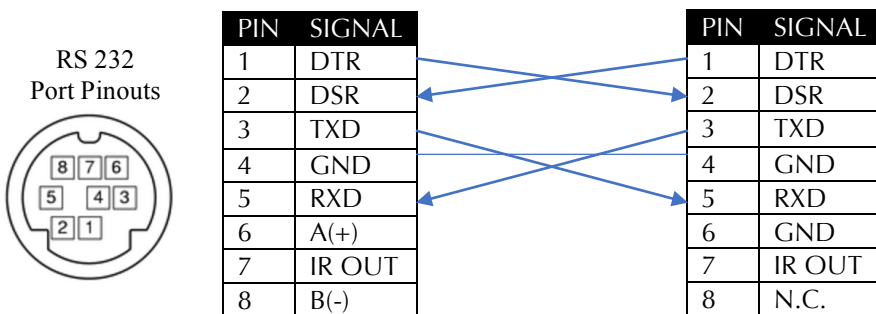 RS 232
Port Pinouts
8 7 6
5 4 3
2 1
PIN SIGNAL
1 DTR
2 DSR
3 TXD
4 GND
5 RXD
6 A(+)
7 IR OUT
8 B(-)
PIN SIGNAL
1 DTR
2 DSR
3 TXD
4 GND
5 RXD
6 GND
7 IR OUT
8 N.C.